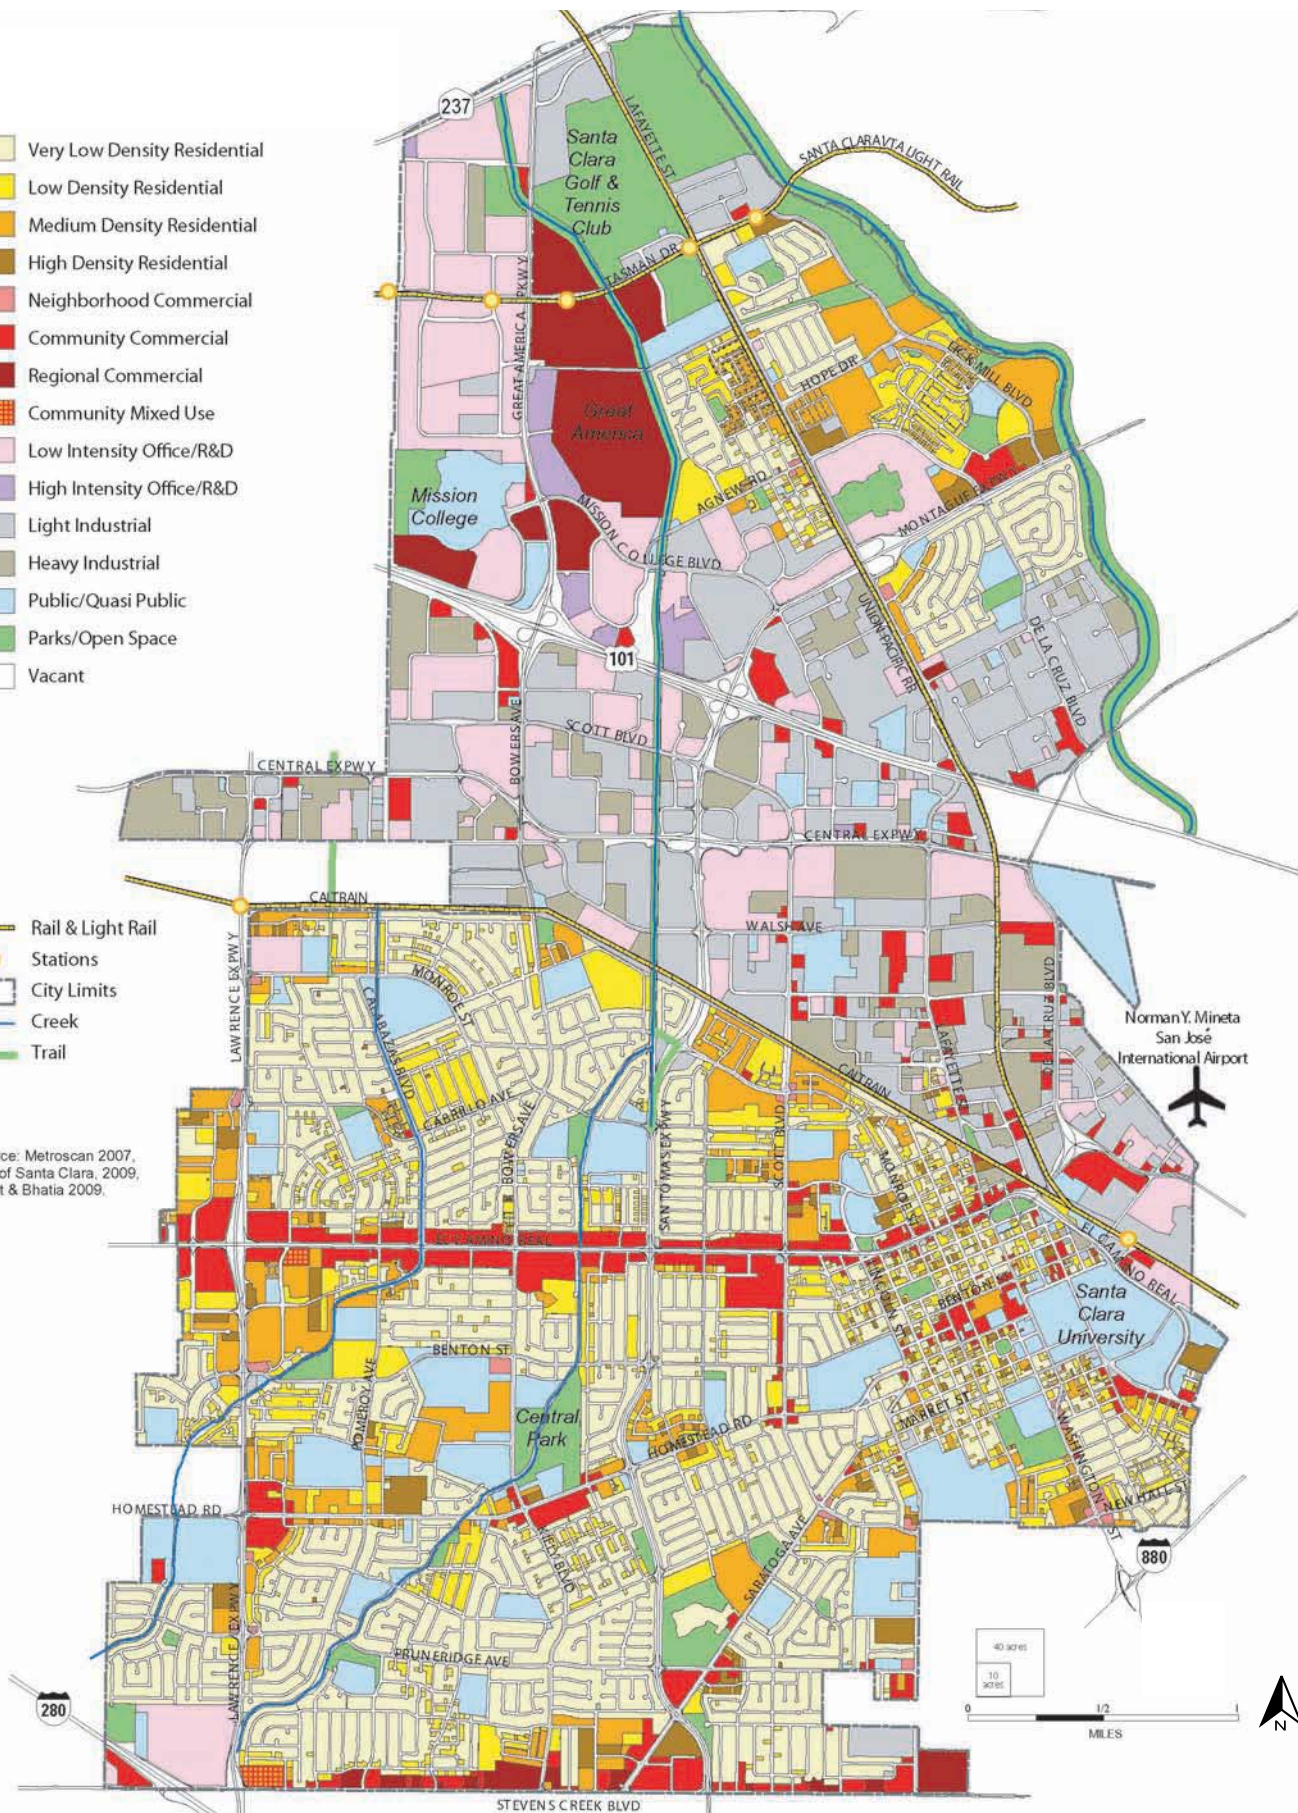 237
Very Low Density Residential
Low Density Residential
Medium Density Residential
High Density Residential
Neighborhood Commercial
Community Commercial
Regional Commercial
Community Mixed Use
Low Intensity Office/R&D
High Intensity Office/R&D
Light Industrial
Heavy Industrial
Public/Quasi Public
Parks/Open Space
Vacant
Rail & Light Rail
Stations
City Limits
Creek
Trail
rce: Metroscan 2007,
of Santa Clara, 2009,
t & Bhatia 2009.
Santa
Clara
Golf &
Tennis
Club
LAFAYETTE ST
SANTA CLARA VTA LIGHT RAIL
TASMAN DR
GREAT AMERICA PKWY
Great
America
HOPE DR
LICK MILL BLVD
AGNEW RD
MONTAGUE EXPWY
Mission
College
MISSION COLLEGE BLVD
UNION PACIFIC RR
DE LA CRUZ BLVD
101
BOWERS AVE
SCOTT BLVD
CENTRAL EXPWY
CENTRAL EXPWY
CALTRAIN
WALSH AVE
LAWRENCE EXPWY
MONROE ST
CALABAZAS BLVD
CABRILLO AVE
BOWERS AVE
SAN TOMAS EXPWY
SCOTT BLVD
CALTRAIN
MONROE ST
LAFAYETTE ST
DE LA CRUZ BLVD
Norman Y. Mineta
San José
International Airport
EL CAMINO REAL
EL CAMINO REAL
LINCOLN ST
BENTON ST
Santa
Clara
University
BENTON ST
POMEROY AVE
Central
Park
HOMESTEAD RD
MARKET ST
WASHINGTON ST
NEWHALL ST
HOMESTEAD RD
KIELY BLVD
SARATOGA AVE
880
LAWRENCE EXPWY
PRUNERIDGE AVE
280
STEVENS CREEK BLVD
40 acres
10
acres
0 1/2 1
MILES
N